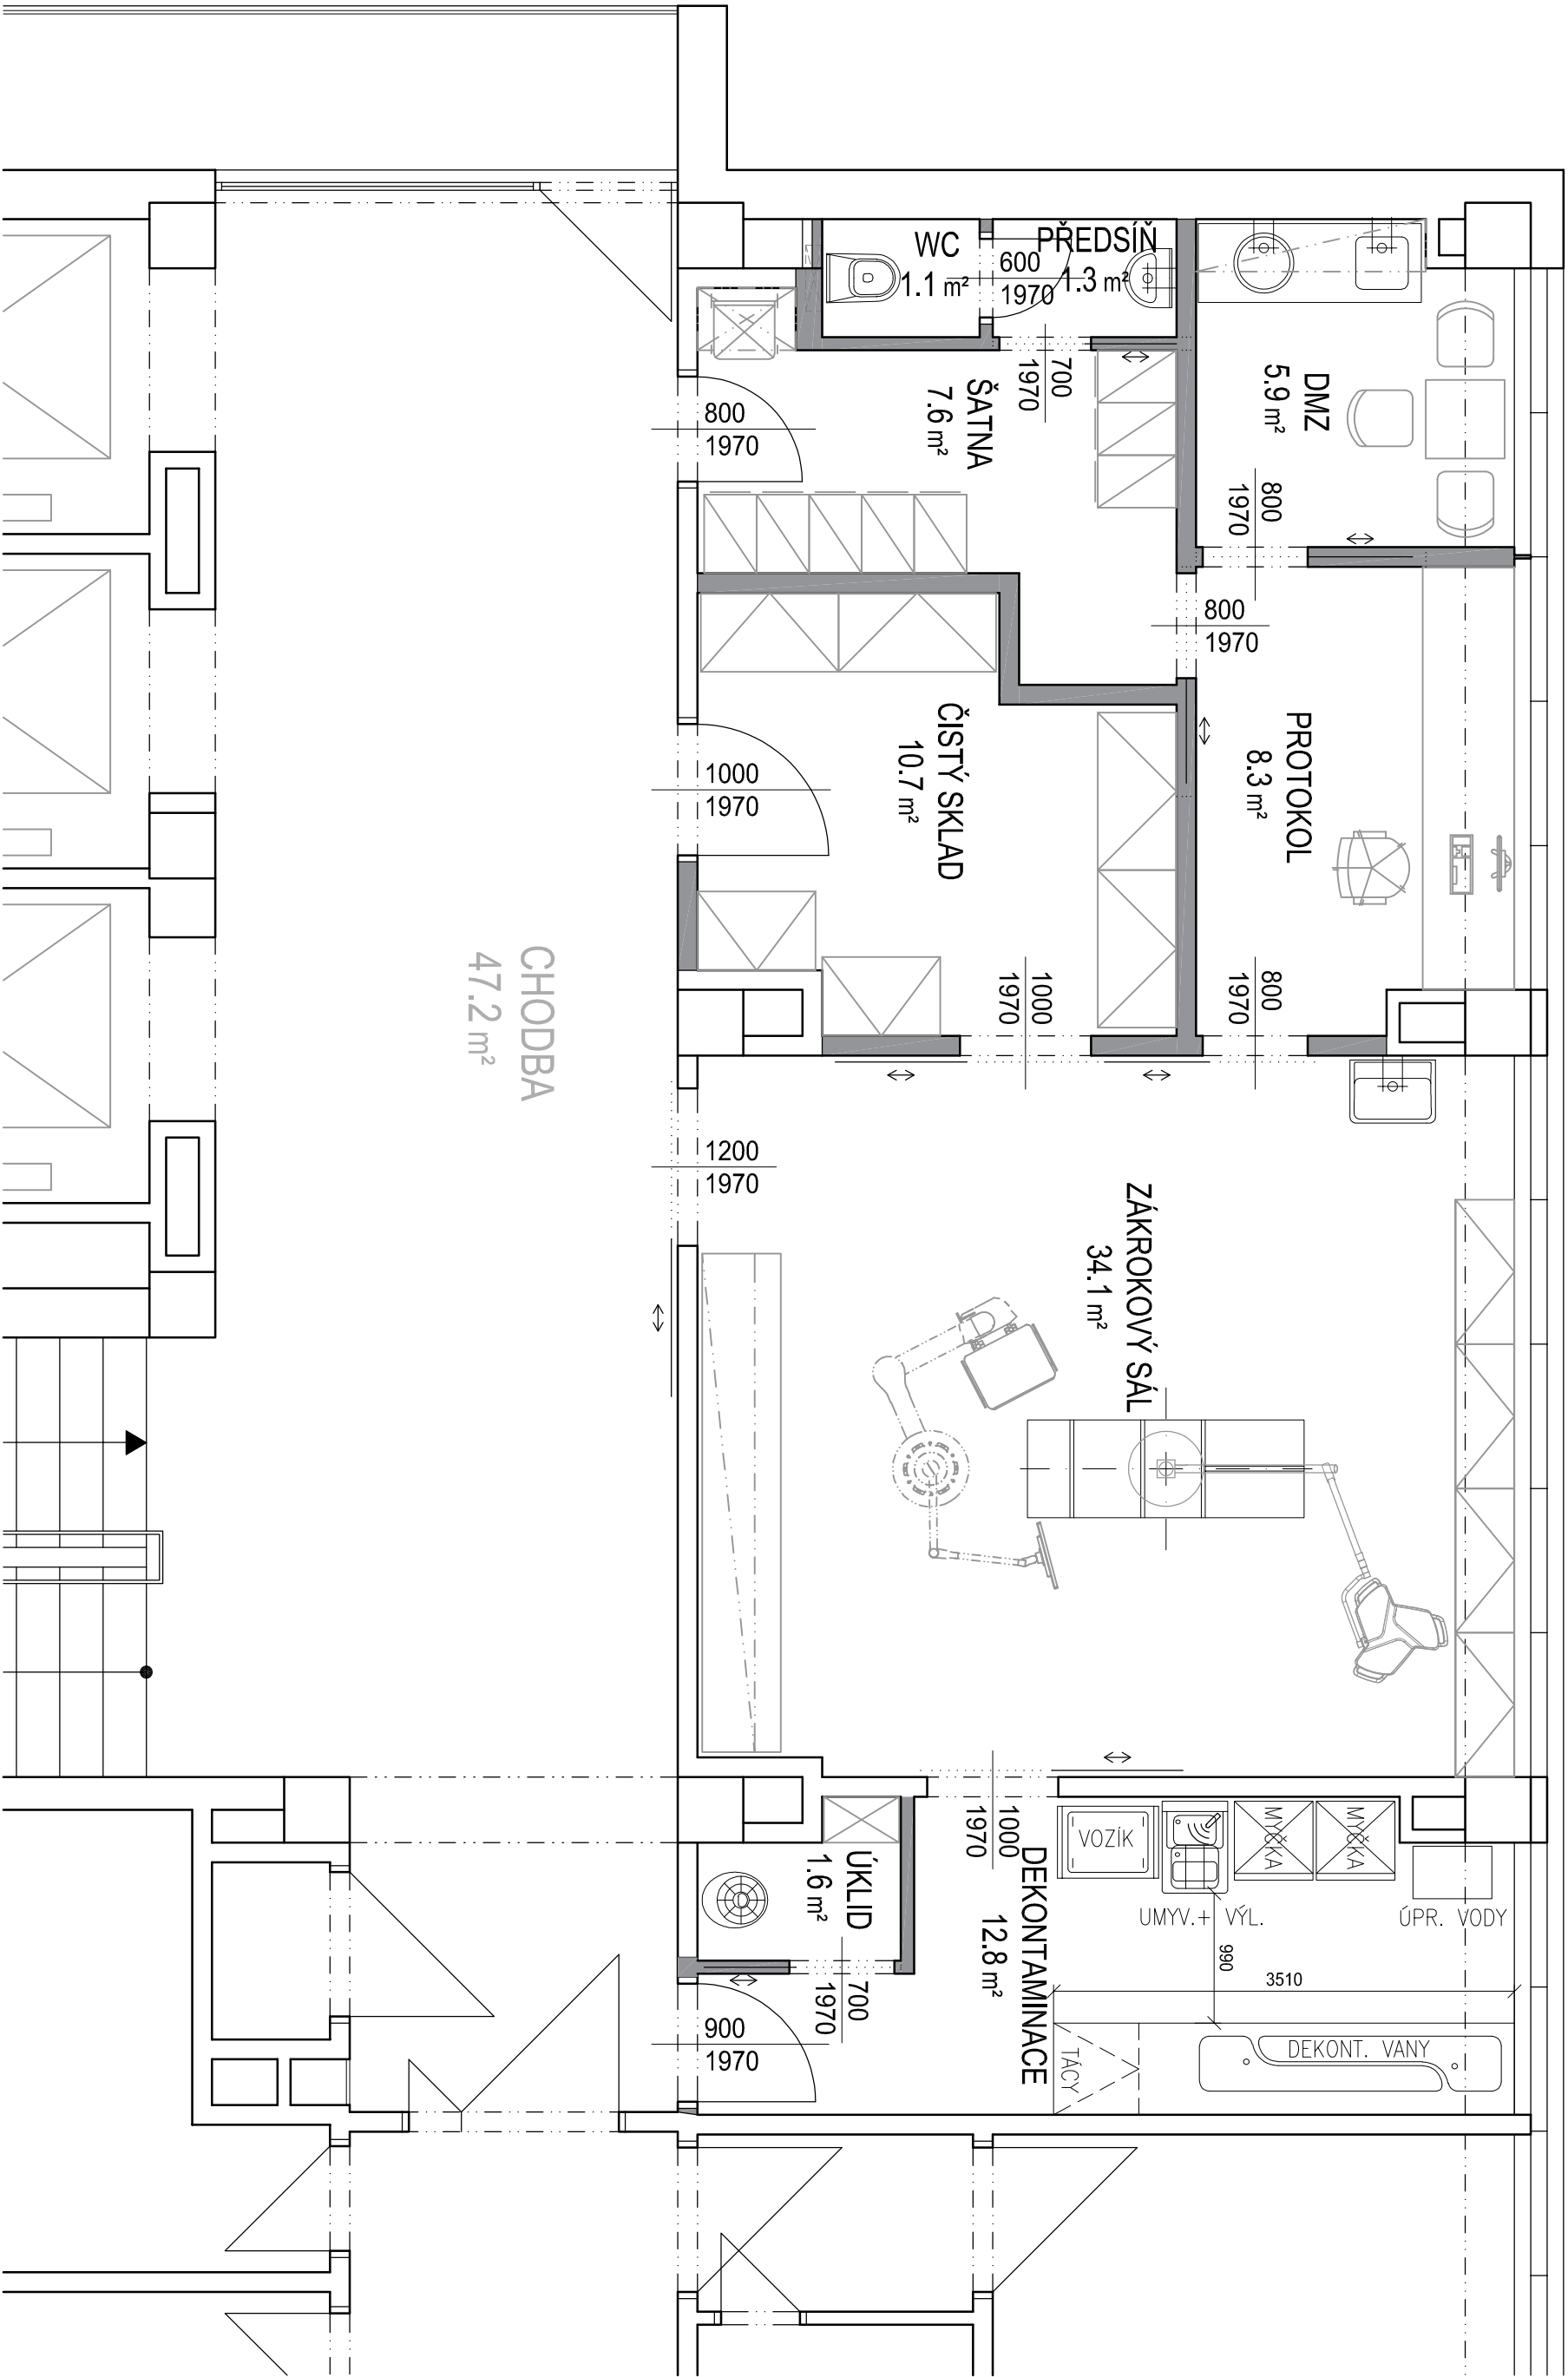 WC
1.1 m²
600
1970
PŘEDSÍŇ
1.3 m²
700
1970
ŠATNA
7.6 m²
800
1970
DMZ
5.9 m²
800
1970
800
1970
PROTOKOL
8.3 m²
ČISTÝ SKLAD
10.7 m²
1000
1970
1000
1970
800
1970
CHODBA
47.2 m²
1200
1970
ZÁKROKOVÝ SÁL
34.1 m²
1000
1970
DEKONTAMINACE
12.8 m²
VOZÍK
MYČKA
MYČKA
UMYV.+ VÝL.
ÚPR. VODY
990
3510
DEKONT. VANY
TÁCY
ÚKLID
1.6 m²
700
1970
900
1970